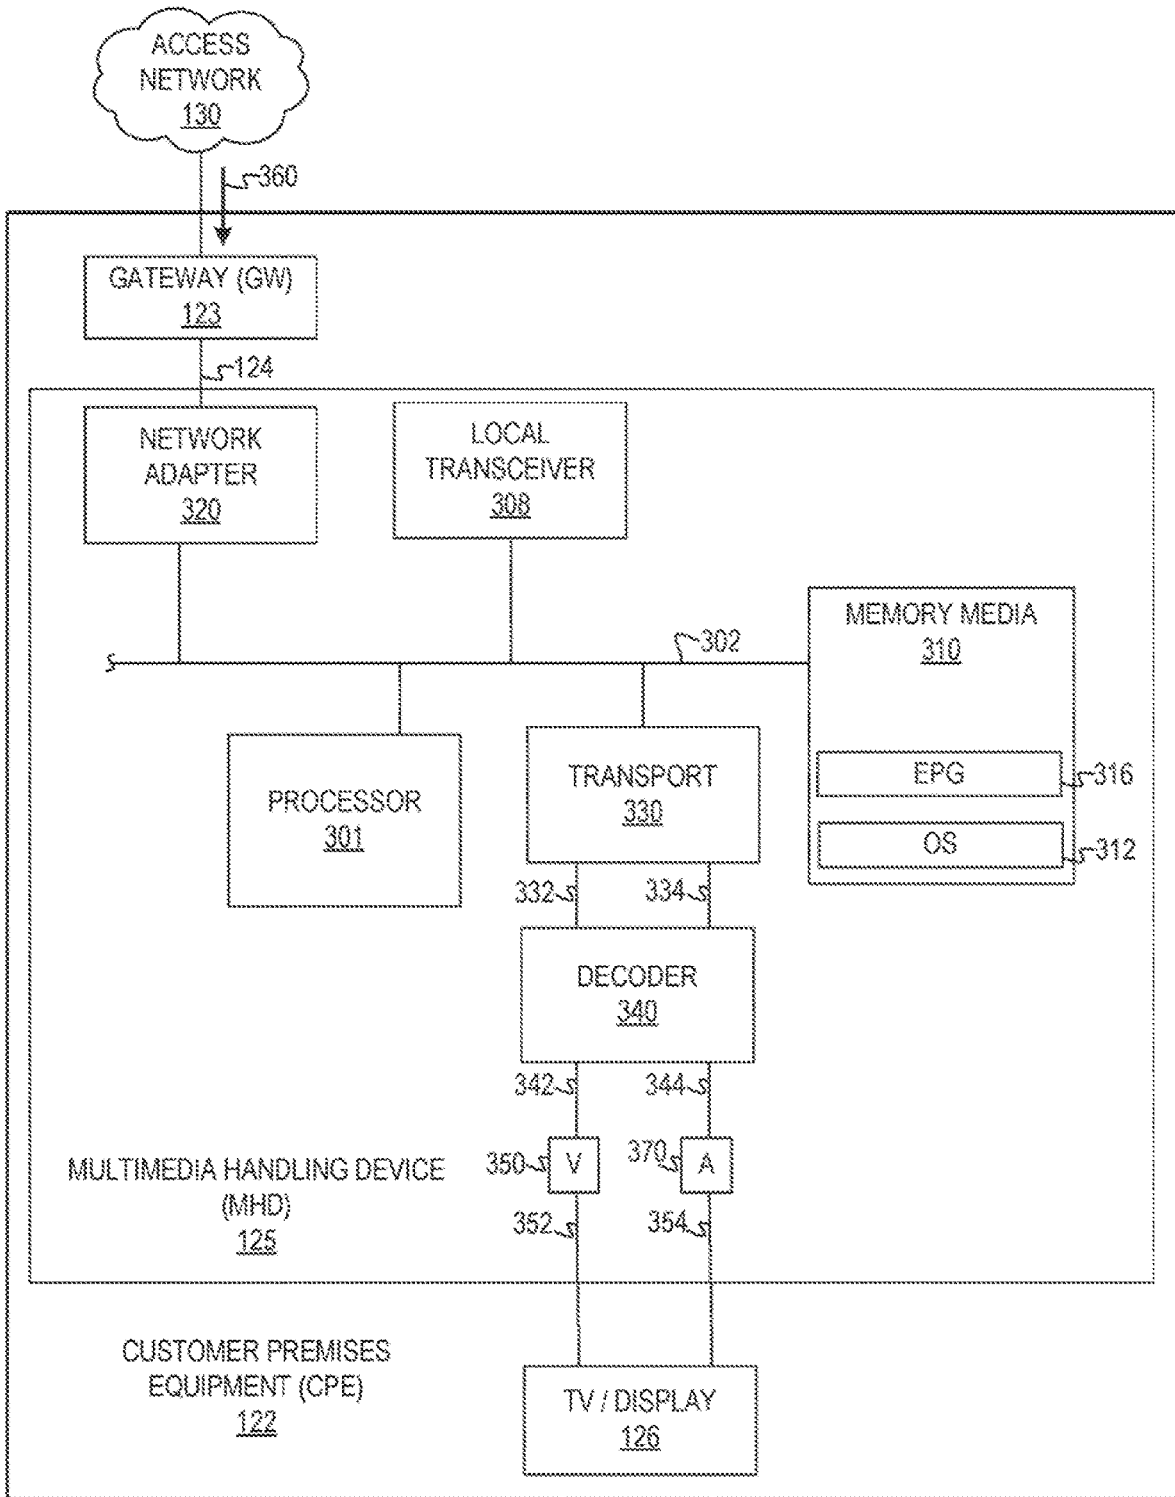 ACCESS
NETWORK
130
360
GATEWAY (GW)
123
124
NETWORK
ADAPTER
320
LOCAL
TRANSCEIVER
308
302
MEMORY MEDIA
310
EPG
316
OS
312
PROCESSOR
301
TRANSPORT
330
332
334
DECODER
340
342
344
350
V
370
A
352
354
MULTIMEDIA HANDLING DEVICE
(MHD)
125
CUSTOMER PREMISES
EQUIPMENT (CPE)
122
TV / DISPLAY
126